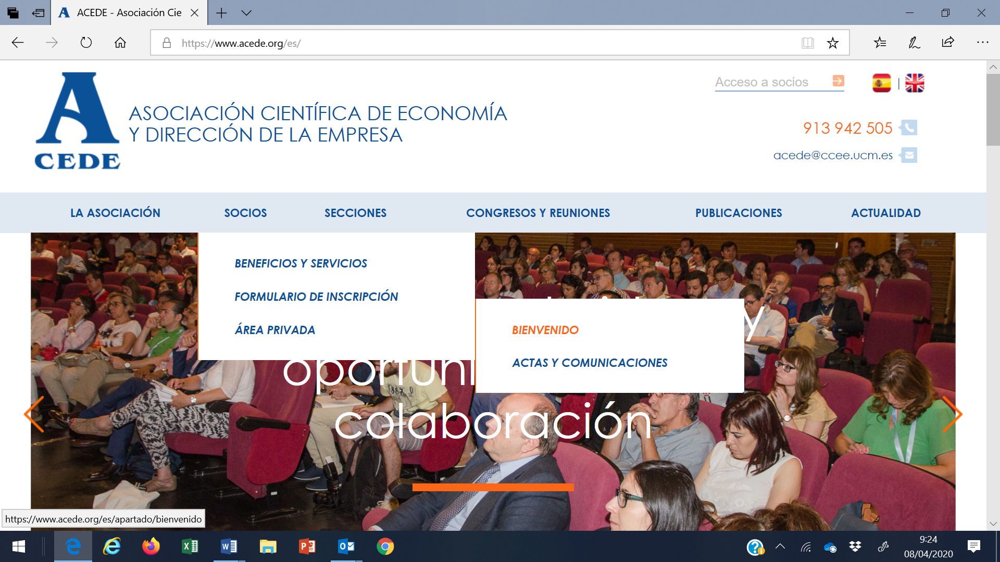 ACEDE - Asociación Cie
https://www.acede.org/es/
A
CEDE
ASOCIACIÓN CIENTÍFICA DE ECONOMÍA
Y DIRECCIÓN DE LA EMPRESA
Acceso a socios
|
913 942 505
acede@ccee.ucm.es
LA ASOCIACIÓN
SOCIOS
SECCIONES
CONGRESOS Y REUNIONES
PUBLICACIONES
ACTUALIDAD
BENEFICIOS Y SERVICIOS
FORMULARIO DE INSCRIPCIÓN
ÁREA PRIVADA
BIENVENIDO
ACTAS Y COMUNICACIONES
y
oportuni
colaboración
https://www.acede.org/es/apartado/bienvenido
9:24
08/04/2020